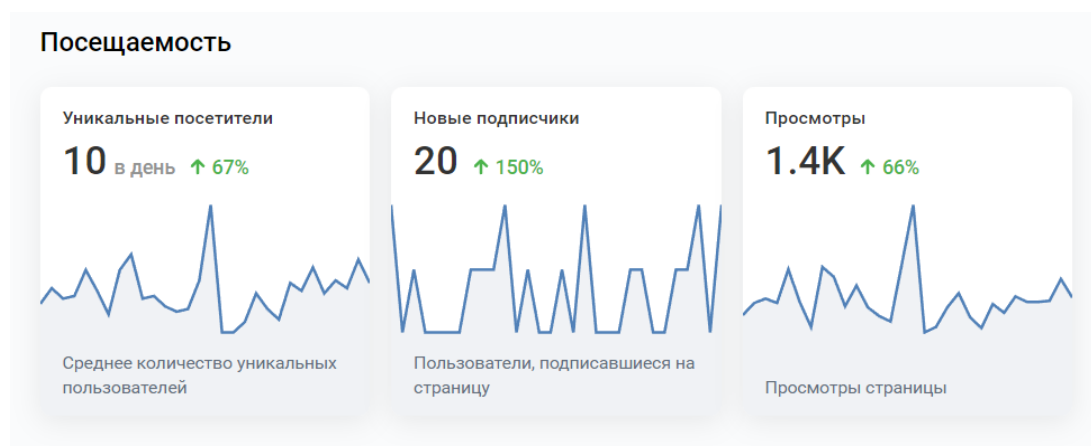 Посещаемость
Уникальные посетители
10 в день ↑ 67%
Среднее количество уникальных
пользователей
Новые подписчики
20 ↑ 150%
Пользователи, подписавшиеся на
страницу
Просмотры
1.4K ↑ 66%
Просмотры страницы